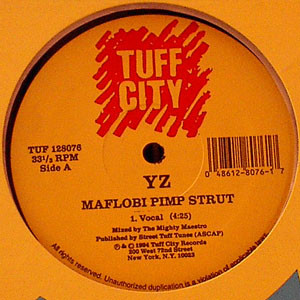 TUFF
CITY
TUF 128076
33⅓ RPM
Side A
0 48612-8076-1 7
YZ
MAFLOBI PIMP STRUT
1. Vocal (4:25)
Mixed by The Mighty Maestro
Published by Street Tuff Tunes (ASCAP)
℗ & © 1994 Tuff City Records
200 West 72nd Street
New York, N.Y. 10023
All rights reserved. Unauthorized duplication is a violation of applicable laws.